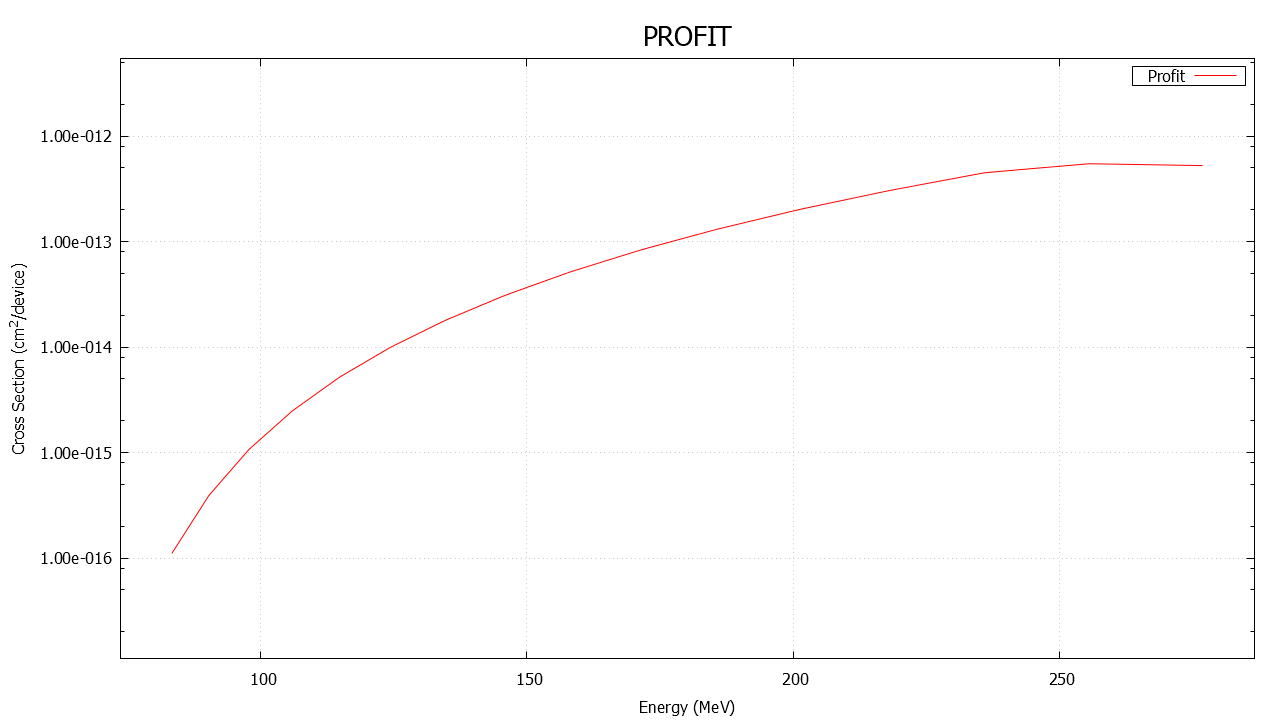 PROFIT
Profit
1.00e-012
1.00e-013
1.00e-014
1.00e-015
1.00e-016
Cross Section (cm²/device)
100 150 200 250
Energy (MeV)